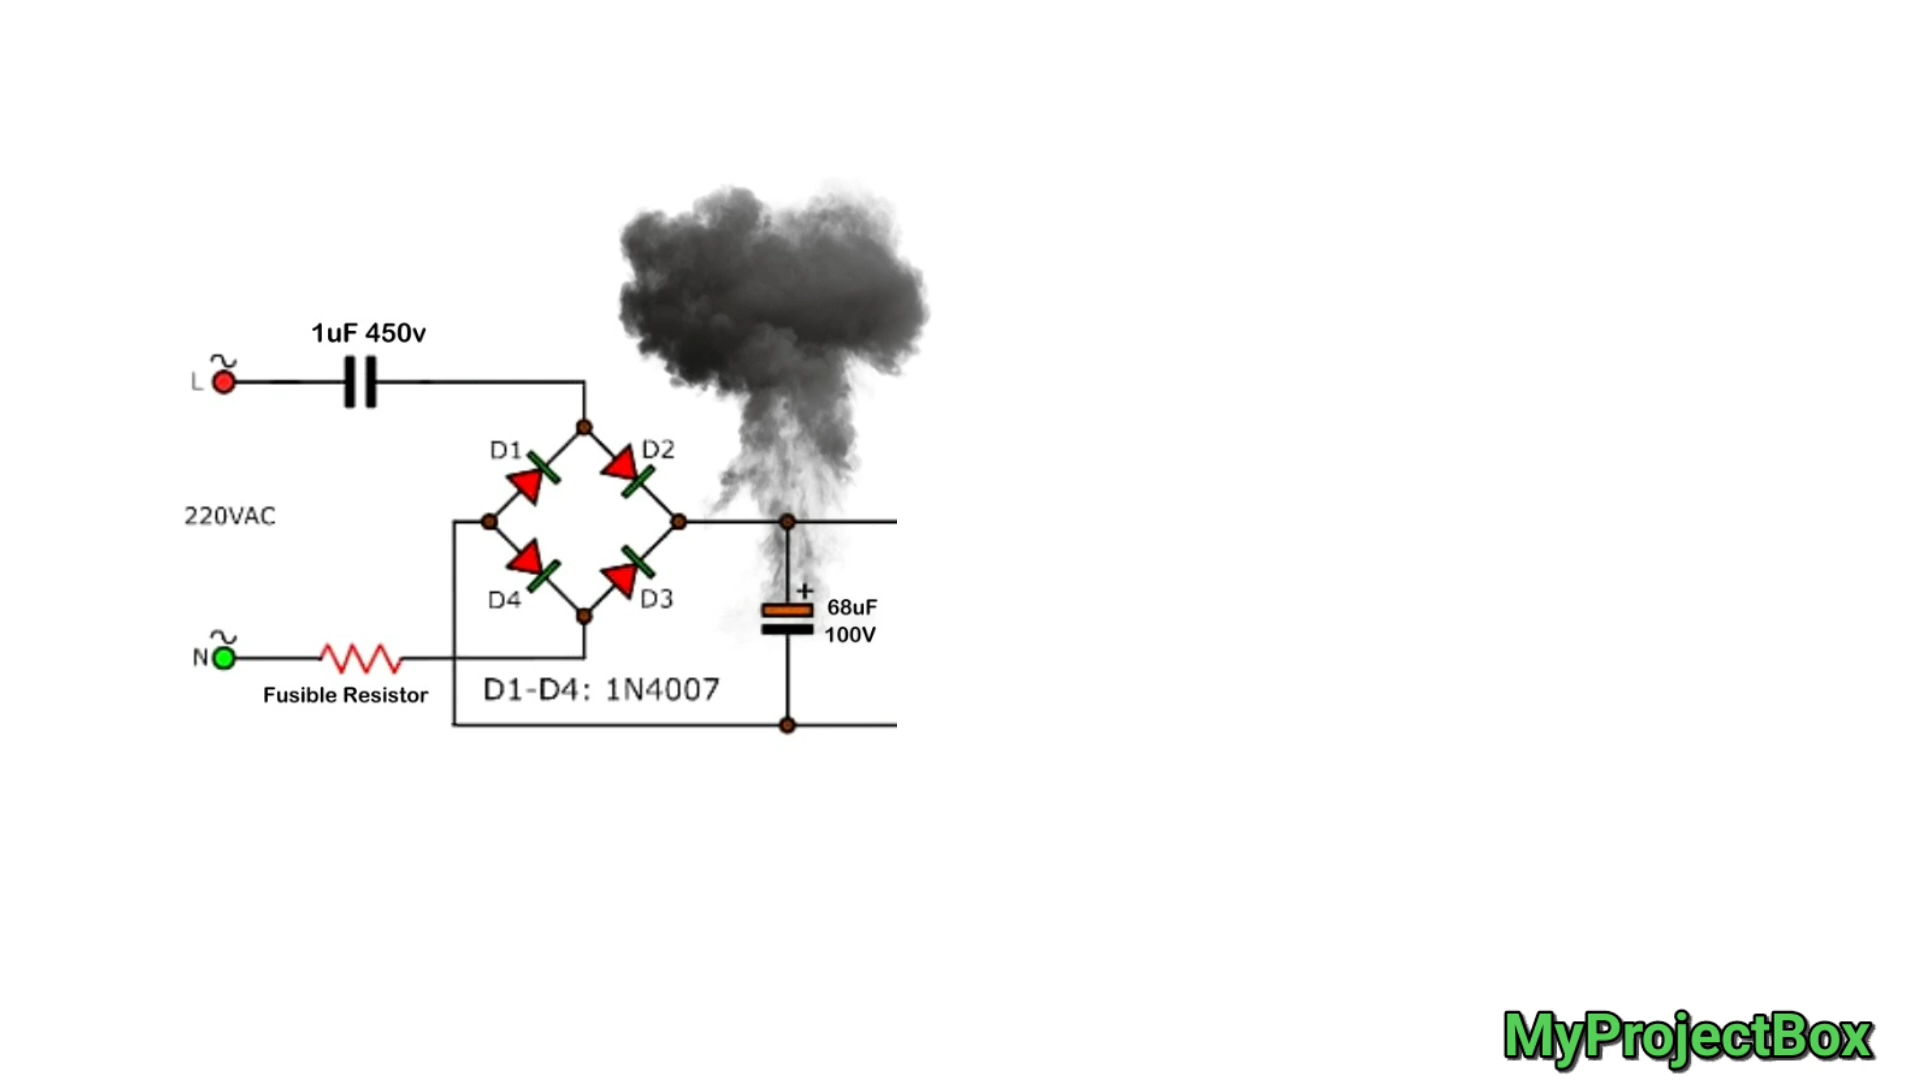 1uF 450v
~
L
D1
D2
220VAC
D4
D3
+
68uF
100V
~
N
Fusible Resistor
D1-D4: 1N4007
MyProjectBox